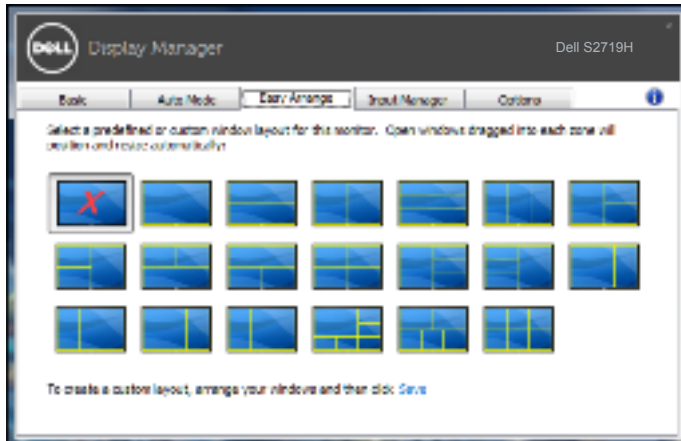 DELL Display Manager Dell S2719H
Basic Auto Mode Easy Arrange Input Manager Options
Select a predefined or custom window layout for this monitor. Open windows dragged into each zone will
position and resize automatically:
To create a custom layout, arrange your windows and then click Save